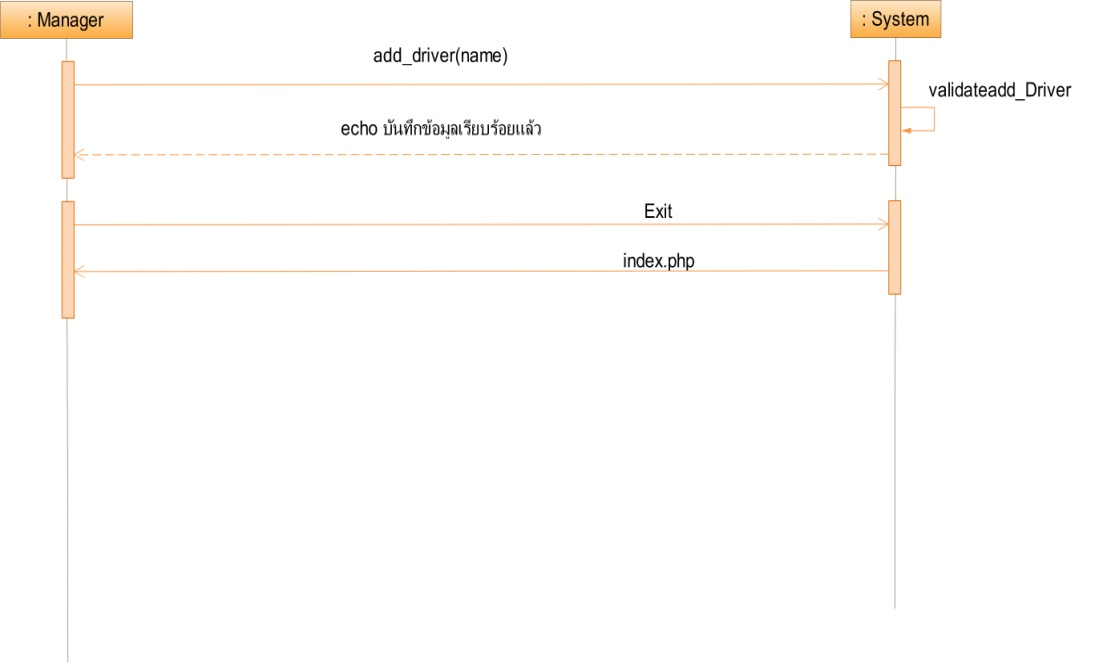 : Manager
: System
add_driver(name)
validateadd_Driver
echo บันทึกข้อมูลเรียบร้อยแล้ว
Exit
index.php